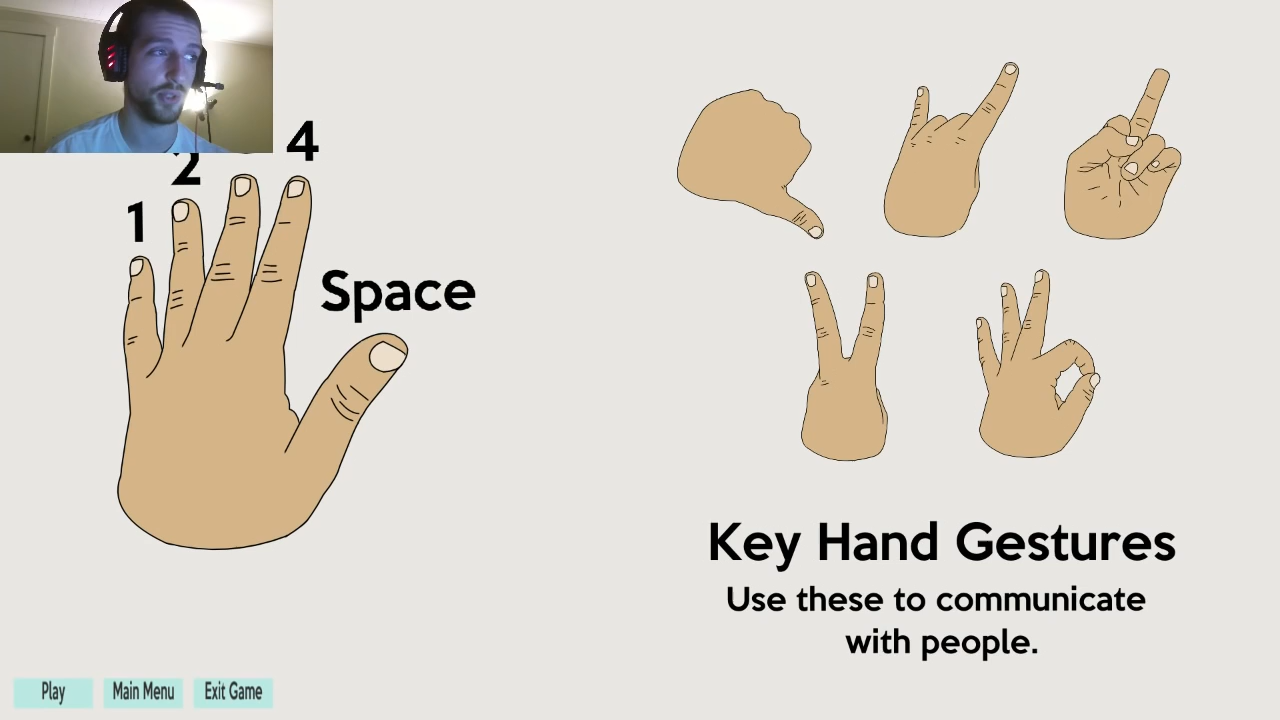 4
2
1
Space
Key Hand Gestures
Use these to communicate
with people.
Play
Main Menu
Exit Game